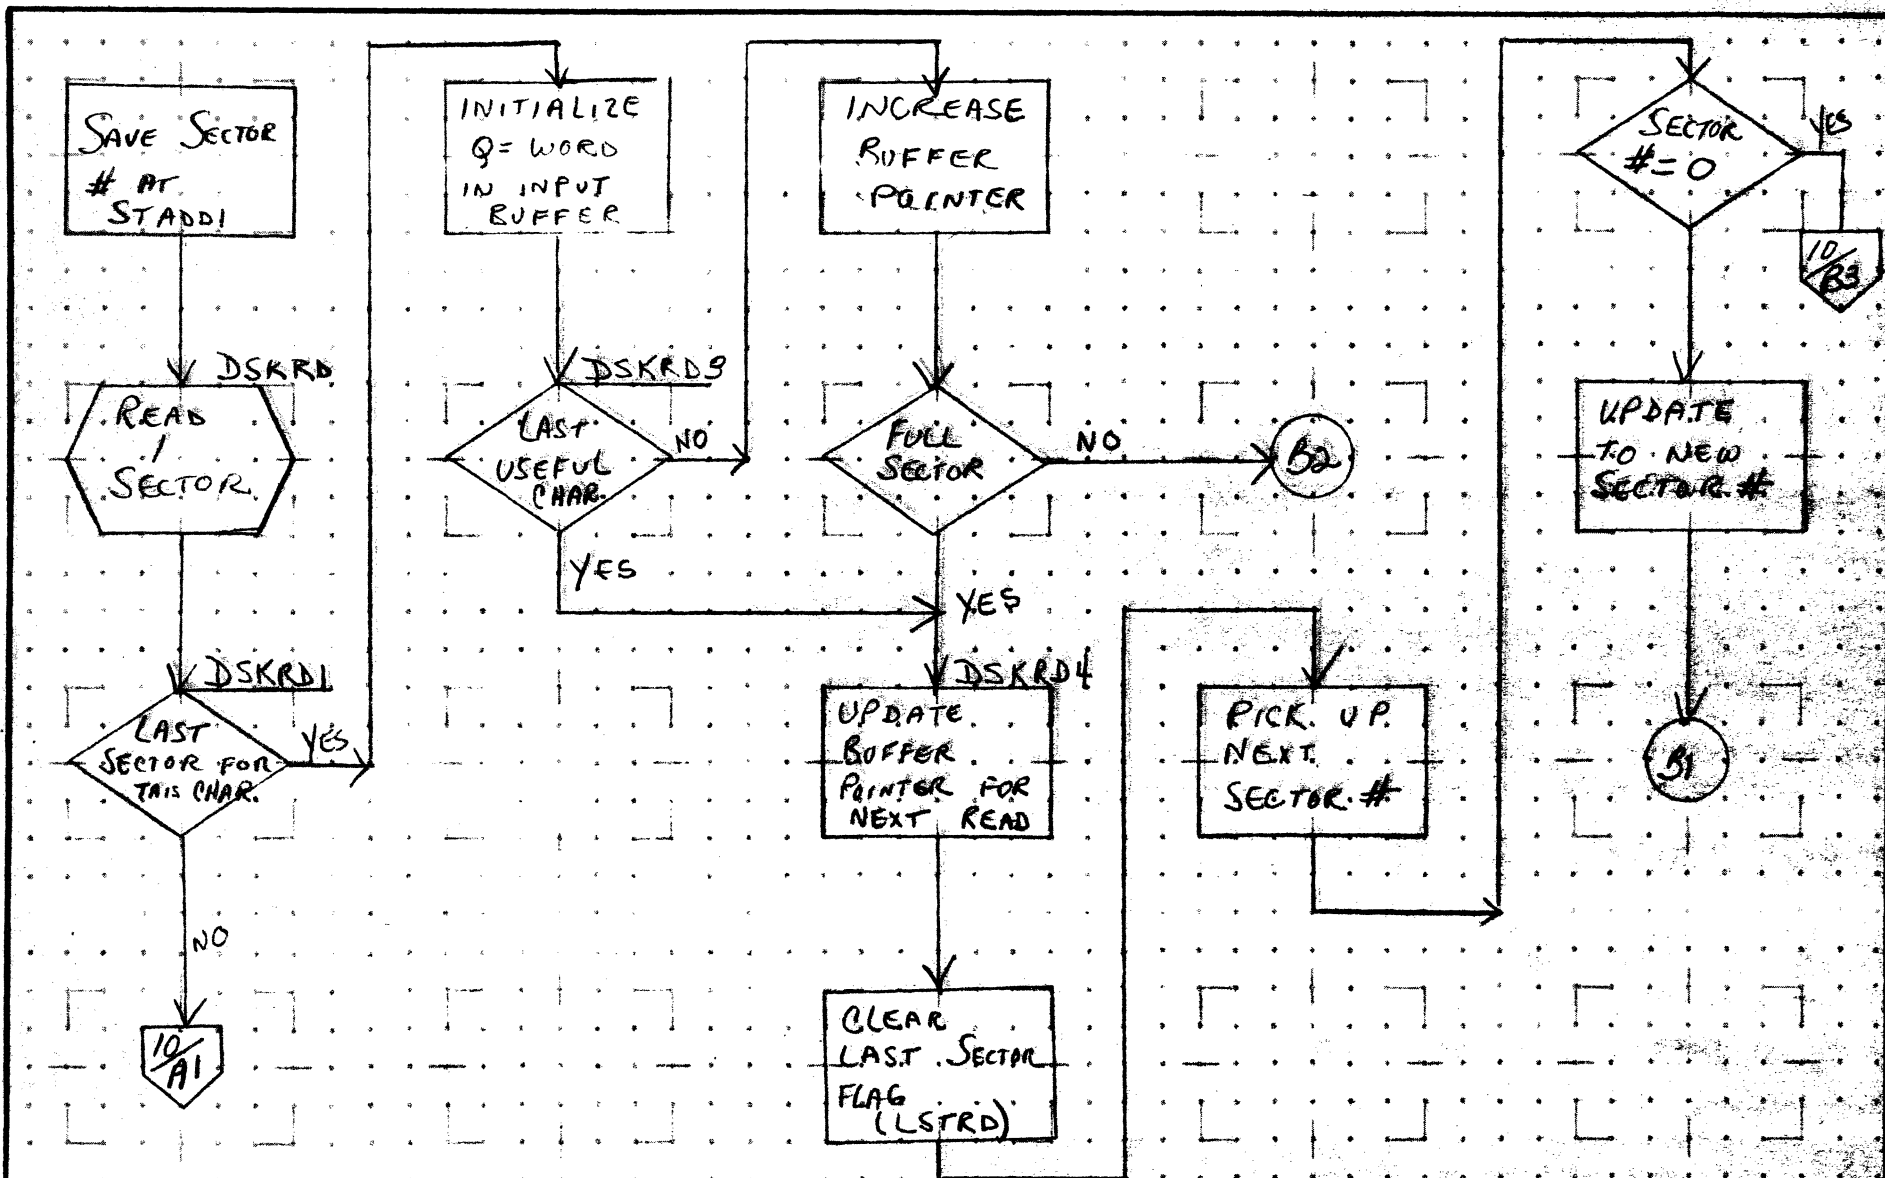 SAVE SECTOR
# AT
STADD1
DSKRD
READ
1
SECTOR
DSKRD1
LAST
SECTOR FOR
THIS CHAR.
YES
NO
10/A1
INITIALIZE
Q= WORD
IN INPUT
BUFFER
DSKRD3
LAST
USEFUL
CHAR.
NO
YES
INCREASE
BUFFER
POINTER
FULL
SECTOR
NO
B2
YES
DSKRD4
UPDATE
BUFFER
POINTER FOR
NEXT READ
CLEAR
LAST SECTOR
FLAG
(LSTRD)
PICK UP
NEXT
SECTOR #
SECTOR
#=0
YES
10/B3
UPDATE
TO NEW
SECTOR #
B1